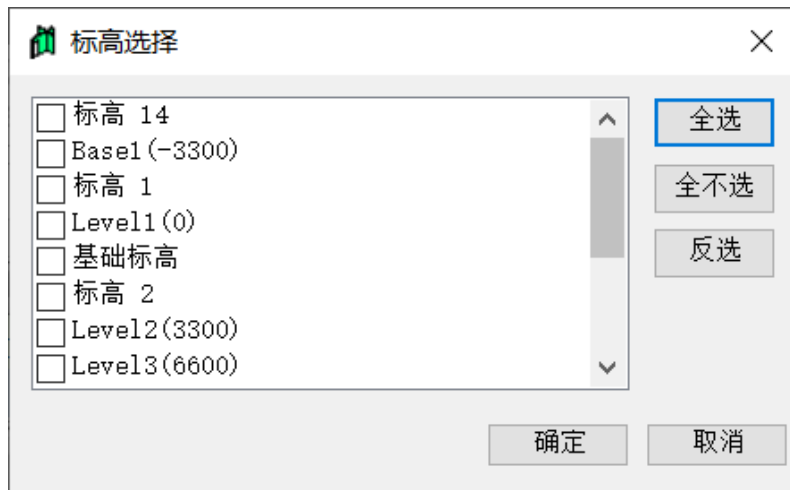 标高选择
标高 14
Base1(-3300)
标高 1
Level1(0)
基础标高
标高 2
Level2(3300)
Level3(6600)
全选
全不选
反选
确定
取消